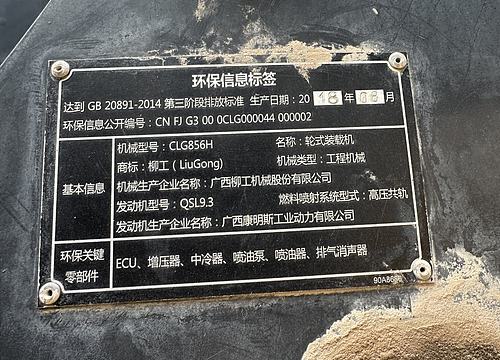 环保信息标签
达到 GB 20891-2014 第三阶段排放标准 生产日期：20 18 年 08 月
环保信息公开编号：CN FJ G3 00 0CLG000044 000002
基本信息
机械型号：CLG856H 名称：轮式装载机
商标：柳工（LiuGong） 机械类型：工程机械
机械生产企业名称：广西柳工机械股份有限公司
发动机型号：QSL9.3 燃料喷射系统型式：高压共轨
发动机生产企业名称：广西康明斯工业动力有限公司
环保关键
零部件
ECU、增压器、中冷器、喷油泵、喷油器、排气消声器